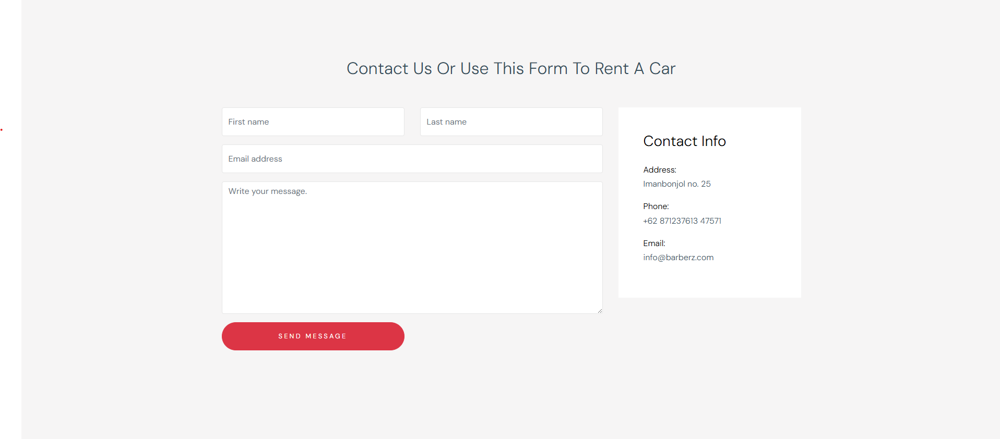 Contact Us Or Use This Form To Rent A Car
First name
Last name
Email address
Write your message.
SEND MESSAGE
Contact Info
Address:
Imanbonjol no. 25
Phone:
+62 871237613 47571
Email:
info@barberz.com